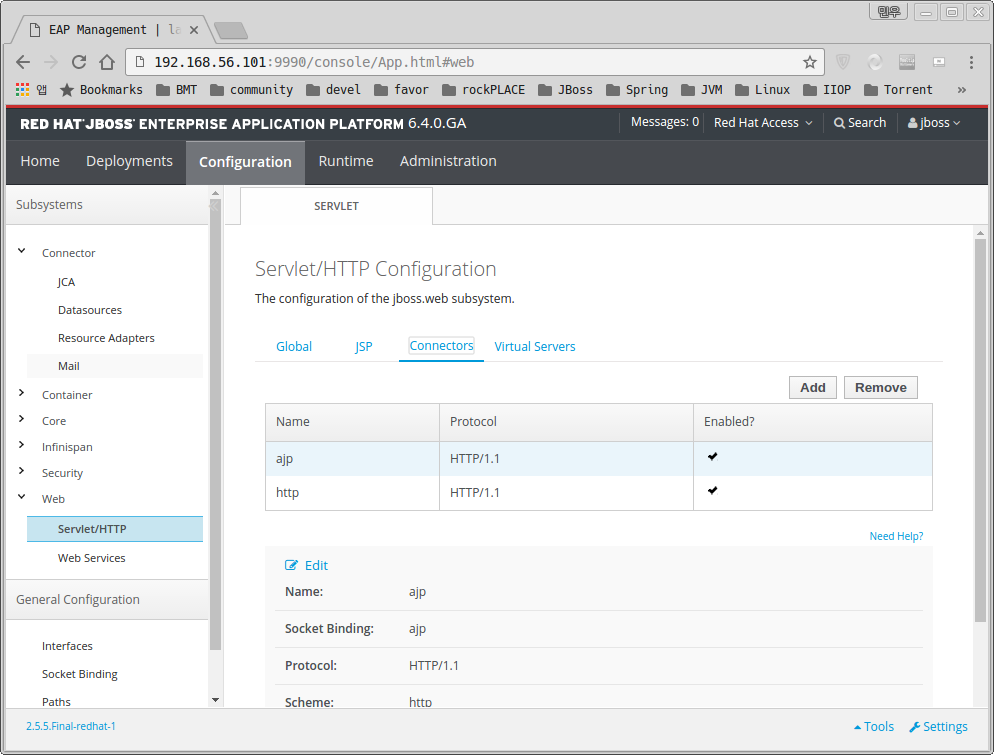 민우
EAP Management | la
192.168.56.101:9990/console/App.html#web
앱 Bookmarks BMT community devel favor rockPLACE JBoss Spring JVM Linux IIOP Torrent »
RED HAT JBOSS ENTERPRISE APPLICATION PLATFORM 6.4.0.GA Messages: 0 Red Hat Access Search jboss
Home Deployments Configuration Runtime Administration
Subsystems
Connector
JCA
Datasources
Resource Adapters
Mail
Container
Core
Infinispan
Security
Web
Servlet/HTTP
Web Services
General Configuration
Interfaces
Socket Binding
Paths
SERVLET
Servlet/HTTP Configuration
The configuration of the jboss.web subsystem.
Global JSP Connectors Virtual Servers
Add Remove
Name Protocol Enabled?
ajp HTTP/1.1
http HTTP/1.1
Need Help?
Edit
Name: ajp
Socket Binding: ajp
Protocol: HTTP/1.1
Scheme: http
2.5.5.Final-redhat-1 Tools Settings